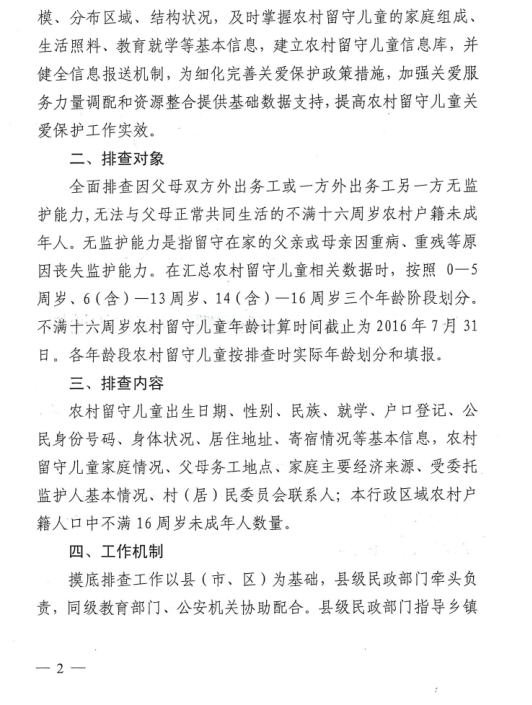 模、分布区域、结构状况，及时掌握农村留守儿童的家庭组成、
生活照料、教育就学等基本信息，建立农村留守儿童信息库，并
健全信息报送机制，为细化完善关爱保护政策措施，加强关爱服
务力量调配和资源整合提供基础数据支持，提高农村留守儿童关
爱保护工作实效。
二、排查对象
全面排查因父母双方外出务工或一方外出务工另一方无监
护能力，无法与父母正常共同生活的不满十六周岁农村户籍未成
年人。无监护能力是指留守在家的父亲或母亲因重病、重残等原
因丧失监护能力。在汇总农村留守儿童相关数据时，按照 0—5
周岁、6（含）—13 周岁、14（含）—16 周岁三个年龄阶段划分。
不满十六周岁农村留守儿童年龄计算时间截止为 2016 年 7 月 31
日。各年龄段农村留守儿童按排查时实际年龄划分和填报。
三、排查内容
农村留守儿童出生日期、性别、民族、就学、户口登记、公
民身份号码、身体状况、居住地址、寄宿情况等基本信息，农村
留守儿童家庭情况、父母务工地点、家庭主要经济来源、受委托
监护人基本情况、村（居）民委员会联系人；本行政区域农村户
籍人口中不满 16 周岁未成年人数量。
四、工作机制
摸底排查工作以县（市、区）为基础，县级民政部门牵头负
责，同级教育部门、公安机关协助配合。县级民政部门指导乡镇
— 2 —